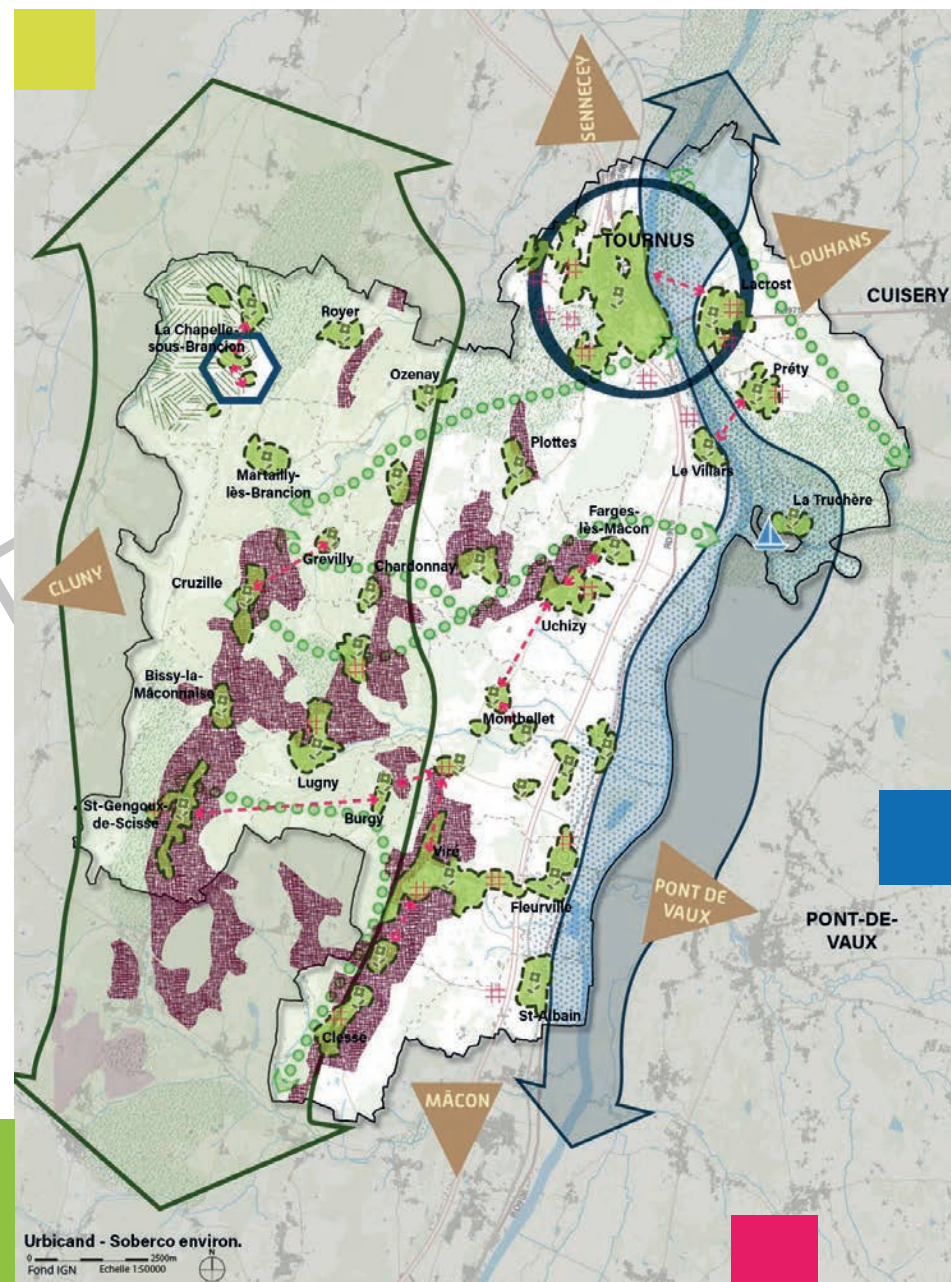 SENNECEY
TOURNUS
LOUHANS
Lacrost
CUISERY
La Chapelle-
sous-Brancion
Royer
Ozenay
Préty
Plottes
Le Villars
Martailly-
lès-Brancion
La Truchère
Farges-
lès-Mâcon
Grevilly
Chardonnay
CLUNY
Cruzille
Uchizy
Bissy-la-
Mâconnaise
Montbellet
Lugny
St-Gengoux-
de-Scisse
Burgy
Viré
PONT DE
VAUX
Fleurville
PONT-DE-
VAUX
St-Albain
Clessé
MÂCON
Urbicand - Soberco environ.
0 2500m
N
Fond IGN Echelle 1:50000